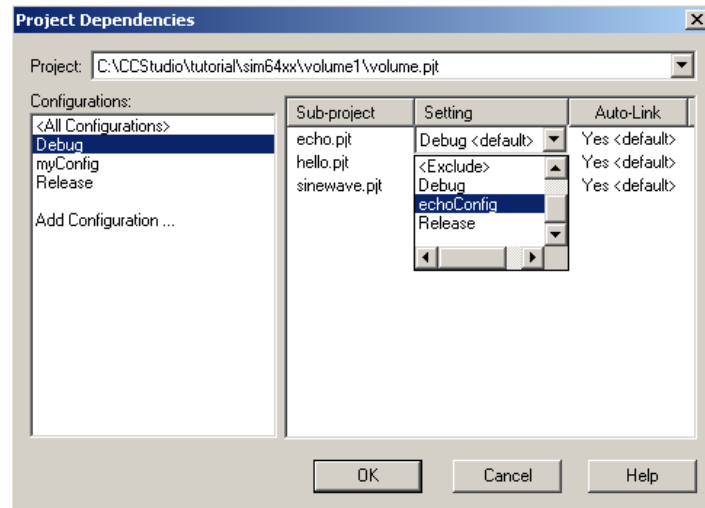 Project Dependencies
Project: C:\CCStudio\tutorial\sim64xx\volume1\volume.pjt
Configurations:
<All Configurations>
Debug
myConfig
Release
Add Configuration ...
Sub-project Setting Auto-Link
echo.pjt Debug <default> Yes <default>
hello.pjt Yes <default>
sinewave.pjt Yes <default>
<Exclude>
Debug
echoConfig
Release
OK Cancel Help